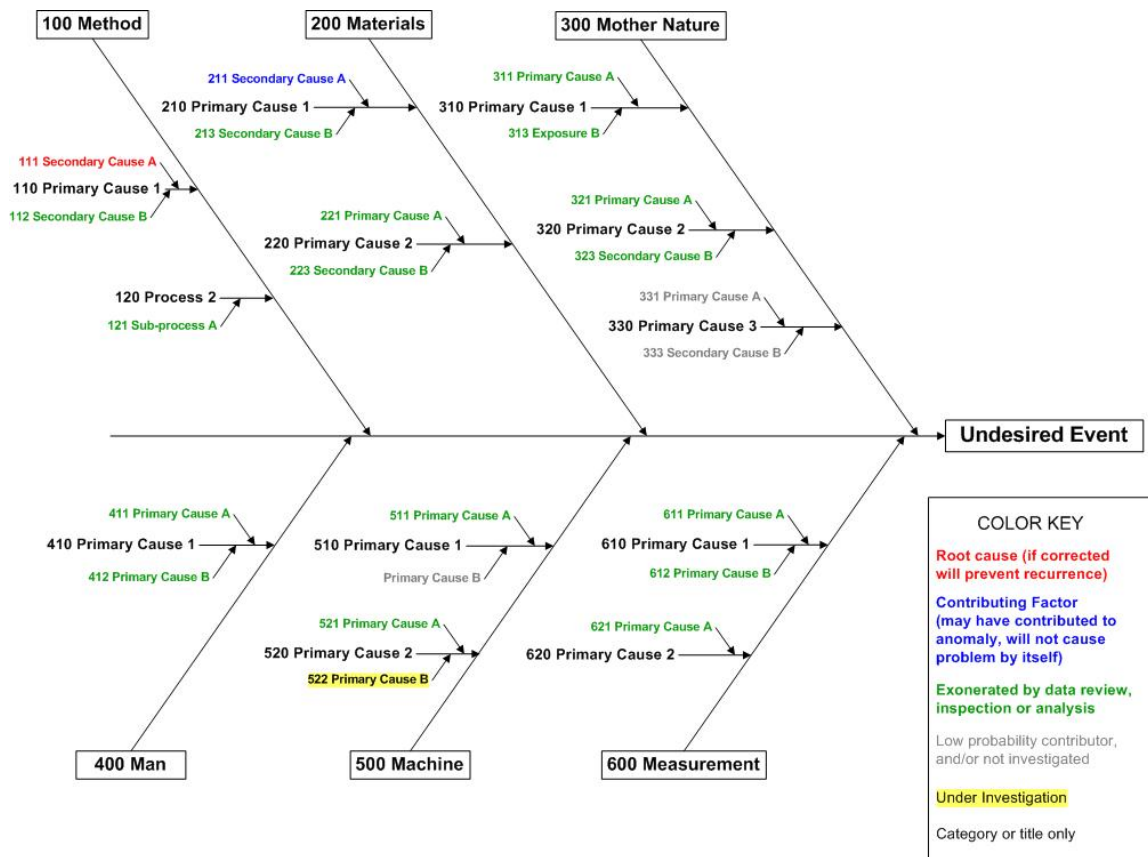 100 Method
200 Materials
300 Mother Nature
211 Secondary Cause A
311 Primary Cause A
210 Primary Cause 1
310 Primary Cause 1
213 Secondary Cause B
313 Exposure B
111 Secondary Cause A
110 Primary Cause 1
112 Secondary Cause B
221 Primary Cause A
220 Primary Cause 2
223 Secondary Cause B
321 Primary Cause A
320 Primary Cause 2
323 Secondary Cause B
120 Process 2
121 Sub-process A
331 Primary Cause A
330 Primary Cause 3
333 Secondary Cause B
Undesired Event
411 Primary Cause A
410 Primary Cause 1
412 Primary Cause B
511 Primary Cause A
510 Primary Cause 1
Primary Cause B
611 Primary Cause A
610 Primary Cause 1
612 Primary Cause B
521 Primary Cause A
520 Primary Cause 2
522 Primary Cause B
621 Primary Cause A
620 Primary Cause 2
400 Man
500 Machine
600 Measurement
COLOR KEY
Root cause (if corrected
will prevent recurrence)
Contributing Factor
(may have contributed to
anomaly, will not cause
problem by itself)
Exonerated by data review,
inspection or analysis
Low probability contributor,
and/or not investigated
Under Investigation
Category or title only